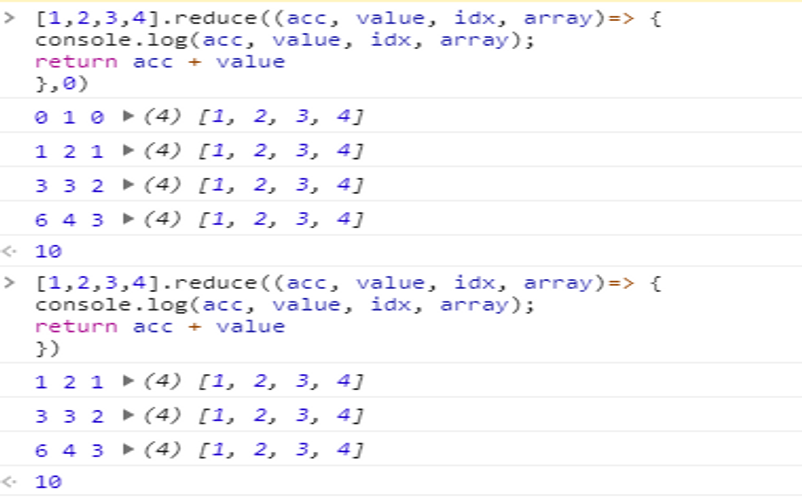 > [1,2,3,4].reduce((acc, value, idx, array)=> {
console.log(acc, value, idx, array);
return acc + value
},0)
0 1 0 ▶ (4) [1, 2, 3, 4]
1 2 1 ▶ (4) [1, 2, 3, 4]
3 3 2 ▶ (4) [1, 2, 3, 4]
6 4 3 ▶ (4) [1, 2, 3, 4]
<· 10
> [1,2,3,4].reduce((acc, value, idx, array)=> {
console.log(acc, value, idx, array);
return acc + value
})
1 2 1 ▶ (4) [1, 2, 3, 4]
3 3 2 ▶ (4) [1, 2, 3, 4]
6 4 3 ▶ (4) [1, 2, 3, 4]
<· 10